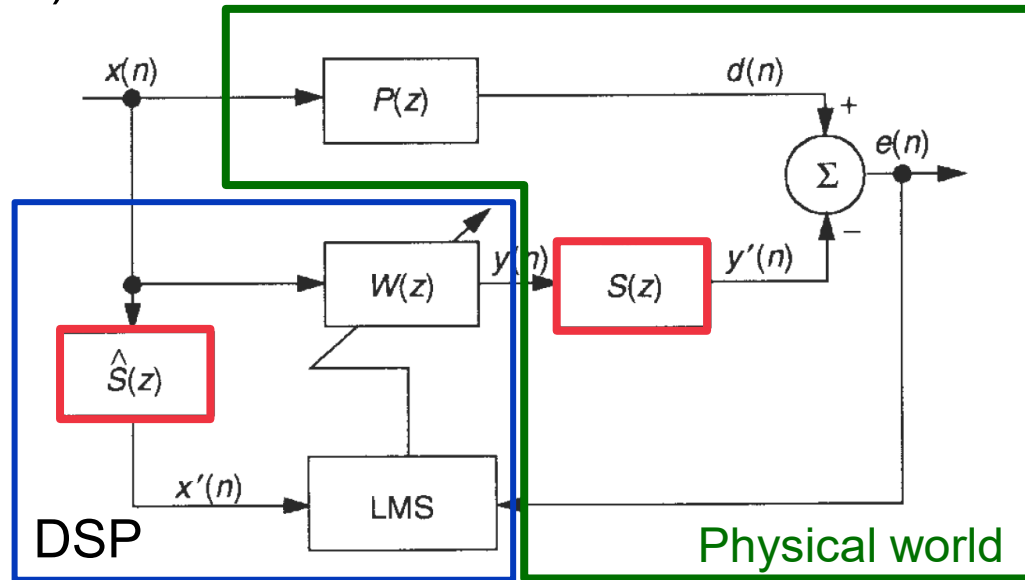 )
x(n)
P(z)
d(n)
+
e(n)
Σ
−
W(z)
y(n)
S(z)
y'(n)
Ŝ(z)
x'(n)
LMS
DSP
Physical world